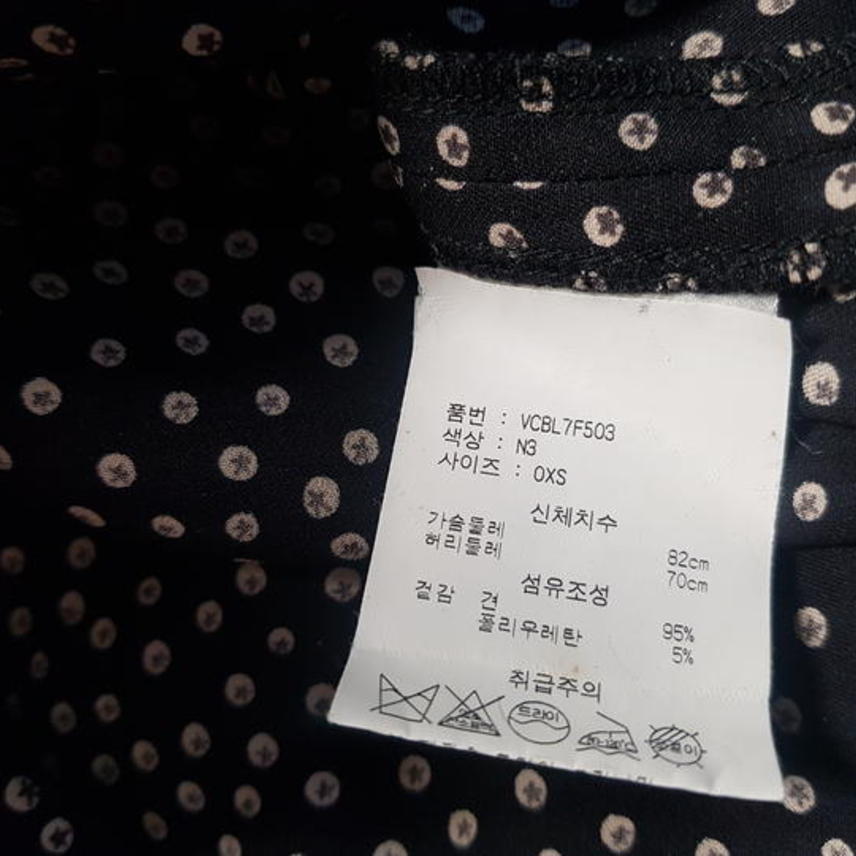 품번 : VCBL7F503
색상 : N3
사이즈 : 0XS
신체치수
가슴둘레 82cm
허리둘레 70cm
섬유조성
겉감 견 95%
폴리우레탄 5%
취급주의
드라이